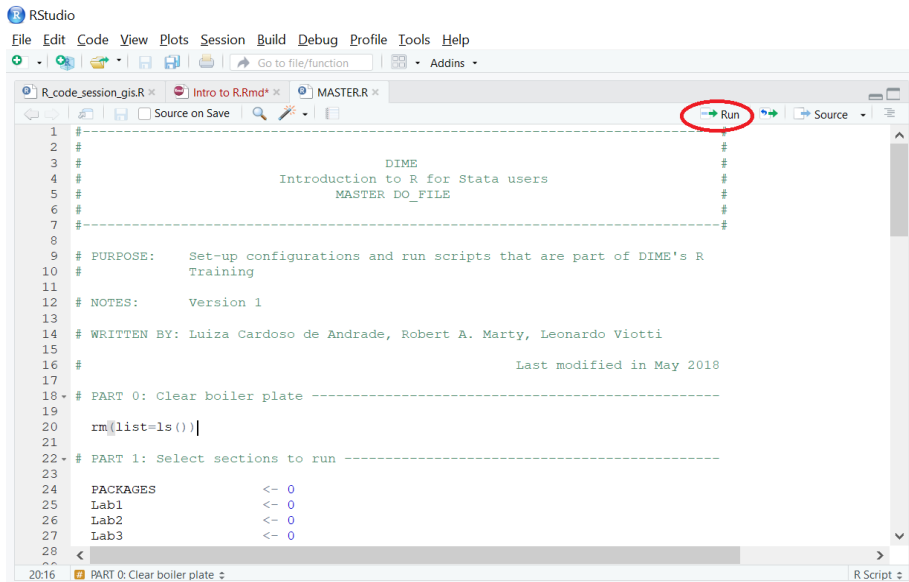 RStudio
File Edit Code View Plots Session Build Debug Profile Tools Help
Go to file/function Addins
R_code_session_gis.R Intro to R.Rmd* MASTER.R
Source on Save Run Source
1 #------------------------------------------------------------------------------#
2 # #
3 # DIME #
4 # Introduction to R for Stata users #
5 # MASTER DO_FILE #
6 # #
7 #------------------------------------------------------------------------------#
8
9 # PURPOSE: Set-up configurations and run scripts that are part of DIME's R
10 # Training
11
12 # NOTES: Version 1
13
14 # WRITTEN BY: Luiza Cardoso de Andrade, Robert A. Marty, Leonardo Viotti
15
16 # Last modified in May 2018
17
18 # PART 0: Clear boiler plate --------------------------------------------------
19
20 rm(list=ls())
21
22 # PART 1: Select sections to run ----------------------------------------------
23
24 PACKAGES <- 0
25 Lab1 <- 0
26 Lab2 <- 0
27 Lab3 <- 0
28
20:16 # PART 0: Clear boiler plate R Script